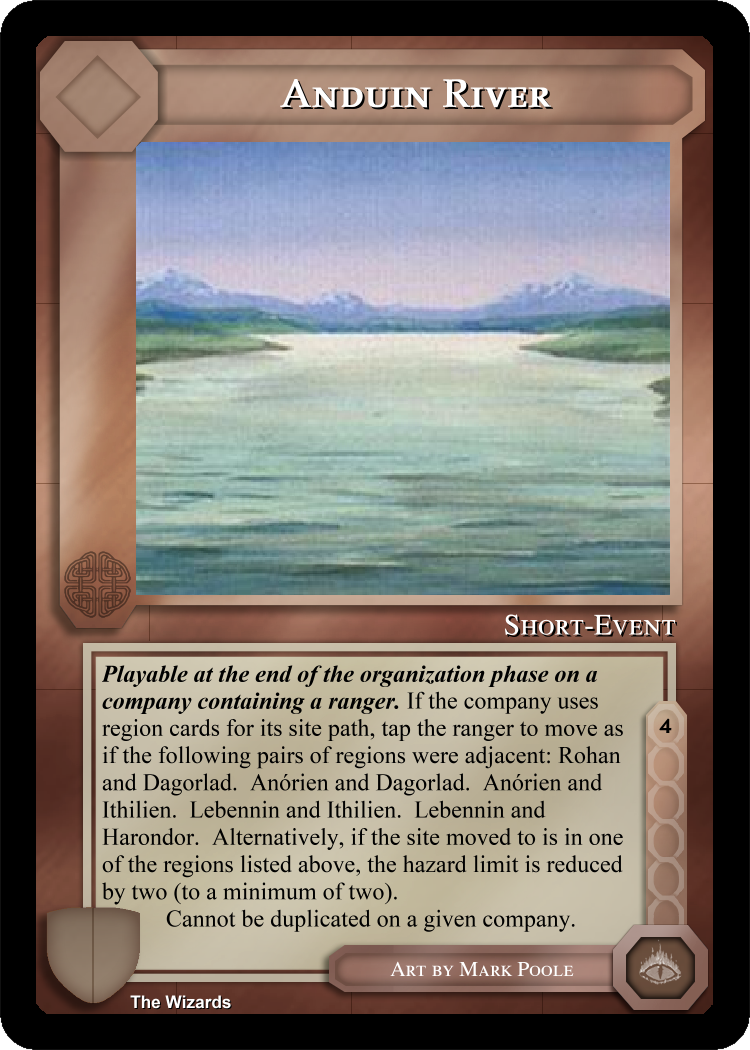 Anduin River
Short-Event
Playable at the end of the organization phase on a
company containing a ranger. If the company uses
region cards for its site path, tap the ranger to move as
if the following pairs of regions were adjacent: Rohan
and Dagorlad.  Anórien and Dagorlad.  Anórien and
Ithilien.  Lebennin and Ithilien.  Lebennin and
Harondor.  Alternatively, if the site moved to is in one
of the regions listed above, the hazard limit is reduced
by two (to a minimum of two).
Cannot be duplicated on a given company.
4
Art by Mark Poole
The Wizards